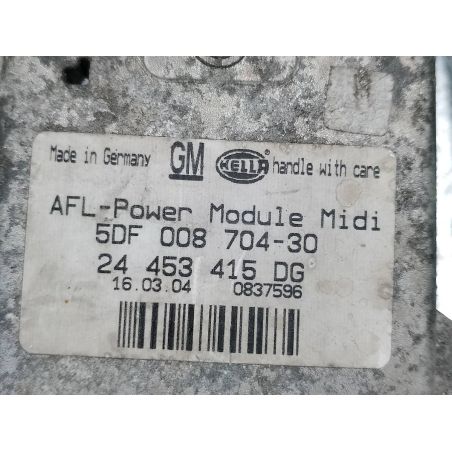 Made in Germany GM HELLA ® handle with care
AFL-Power Module Midi
5DF 008 704-30
24 453 415 DG
16.03.04 0837596